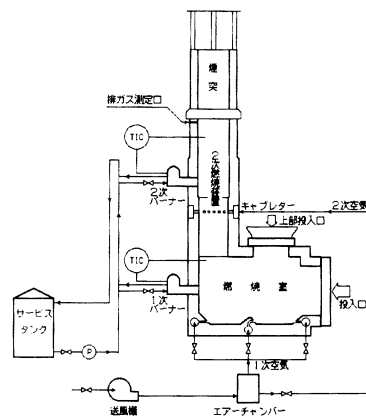 煙突
排ガス測定口
TIC
2次燃焼装置
2次バーナー
キャブレター
2次空気
上部投入口
TIC
燃焼室
1次バーナー
投入口
サービスタンク
P
1次空気
送風機
エアーチャンバー